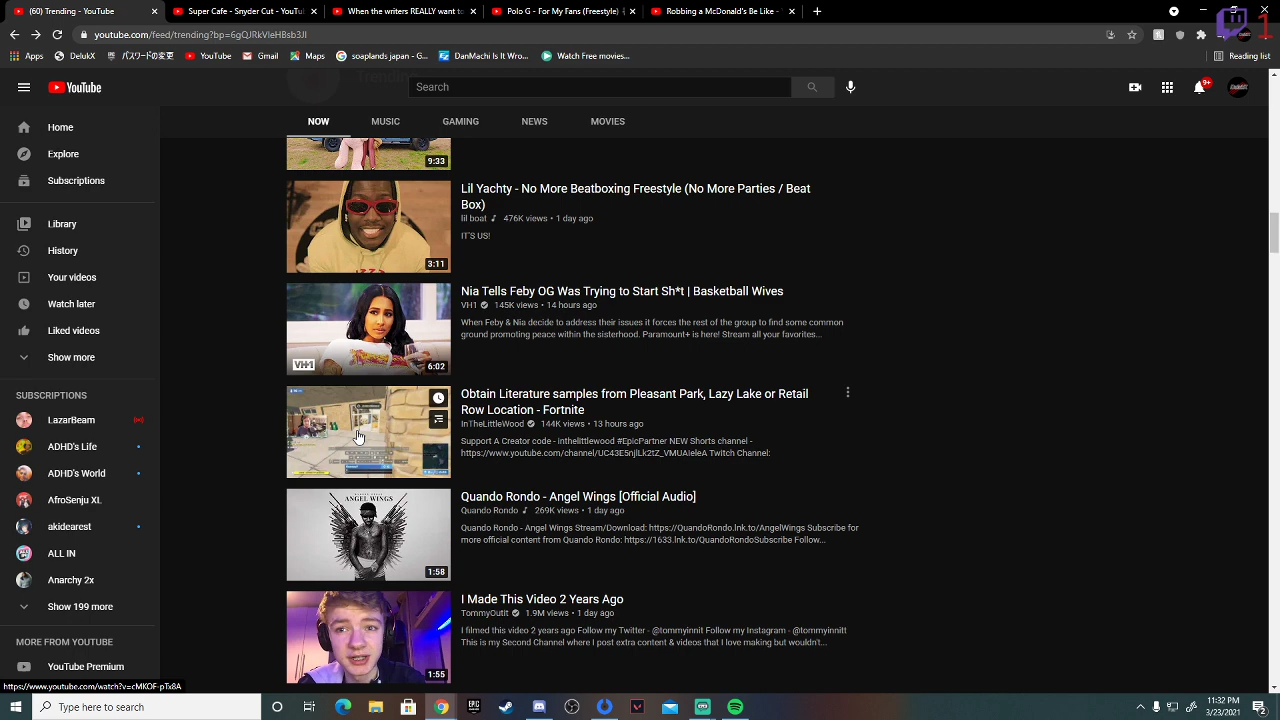 (60) Trending - YouTube
Super Cafe - Snyder Cut - YouTu
When the writers REALLY want to
Polo G - For My Fans (Freestyle)
Robbing a McDonald's Be Like -
1
youtube.com/feed/trending?bp=6gQJRkVleHBsb3Jl
Apps
DelukX
YouTube
Gmail
Maps
soaplands japan - G...
DanMachi Is Getting...
Watch free movies...
Reading list
YouTube
Search
9+
NOW
MUSIC
GAMING
NEWS
MOVIES
Home
Explore
Subscriptions
Library
History
Your videos
Watch later
Liked videos
Show more
SUBSCRIPTIONS
LazarBeam
ADHD's Life
ADHD's World
AfroSenju XL
akidearest
ALL IN
Anarchy 2x
Show 199 more
MORE FROM YOUTUBE
YouTube Premium
https://www.youtube.com/watch?v=cMKOF-pTx8A
9:33
Lil Yachty - No More Beatboxing Freestyle (No More Parties / Beat
Box)
lil boat 476K views • 1 day ago
IT'S US!
3:11
Nia Tells Feby OG Was Trying to Start Sh*t | Basketball Wives
VH1 145K views • 14 hours ago
When Feby & Nia decide to address their issues it forces the rest of the group to find some common
ground promoting peace within the sisterhood. Paramount+ is here! Stream all your favorites...
VH1
6:02
Obtain Literature samples from Pleasant Park, Lazy Lake or Retail
Row Location - Fortnite
InTheLittleWood 144K views • 13 hours ago
Support A Creator code - inthelittlewood #EpicPartner NEW Shorts channel -
https://www.youtube.com/channel/UC43E5njjLk2tZ_VMUAIeleA Twitch Channel:
Quando Rondo - Angel Wings [Official Audio]
Quando Rondo 269K views • 1 day ago
Quando Rondo - Angel Wings Stream/Download: https://QuandoRondo.lnk.to/AngelWings Subscribe for
more official content from Quando Rondo: https://1633.lnk.to/QuandoRondoSubscribe Follow...
ANGEL WINGS
1:58
I Made This Video 2 Years Ago
TommyOutIt 1.9M views • 1 day ago
I filmed this video 2 years ago Follow my Twitter - @tommyinnit Follow my Instagram - @tommyinnitt
This is my Second Channel where I post extra content & videos that I love making but wouldn't...
1:55
Type here to search
11:32 PM
3/23/2021